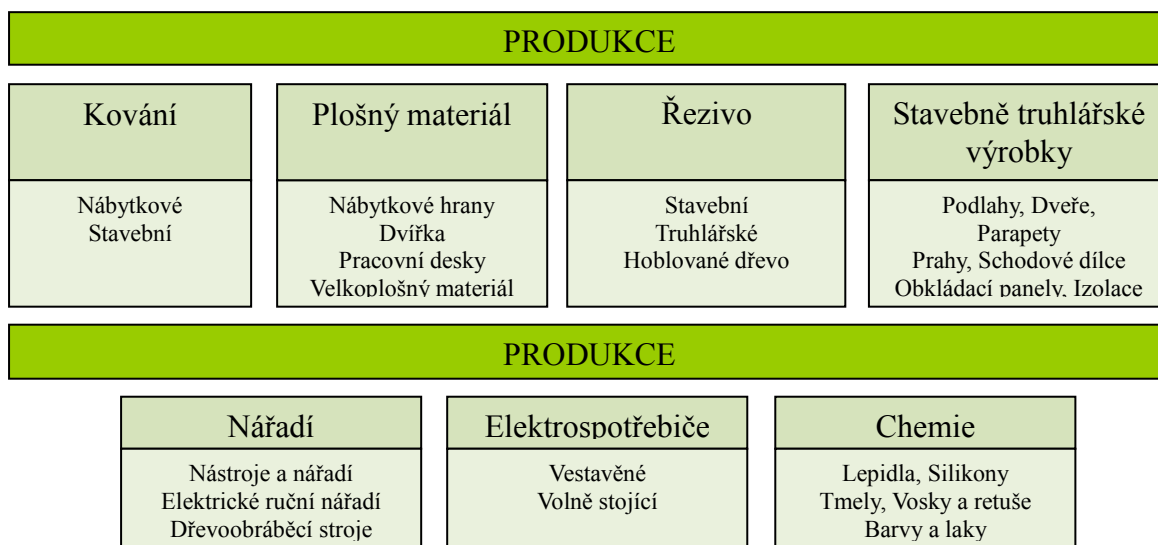 PRODUKCE
Kování
Nábytkové
Stavební
Plošný materiál
Nábytkové hrany
Dvířka
Pracovní desky
Velkoplošný materiál
Řezivo
Stavební
Truhlářské
Hoblované dřevo
Stavebně truhlářské
výrobky
Podlahy, Dveře,
Parapety
Prahy, Schodové dílce
Obkládací panely, Izolace
PRODUKCE
Nářadí
Nástroje a nářadí
Elektrické ruční nářadí
Dřevoobráběcí stroje
Elektrospotřebiče
Vestavěné
Volně stojící
Chemie
Lepidla, Silikony
Tmely, Vosky a retuše
Barvy a laky